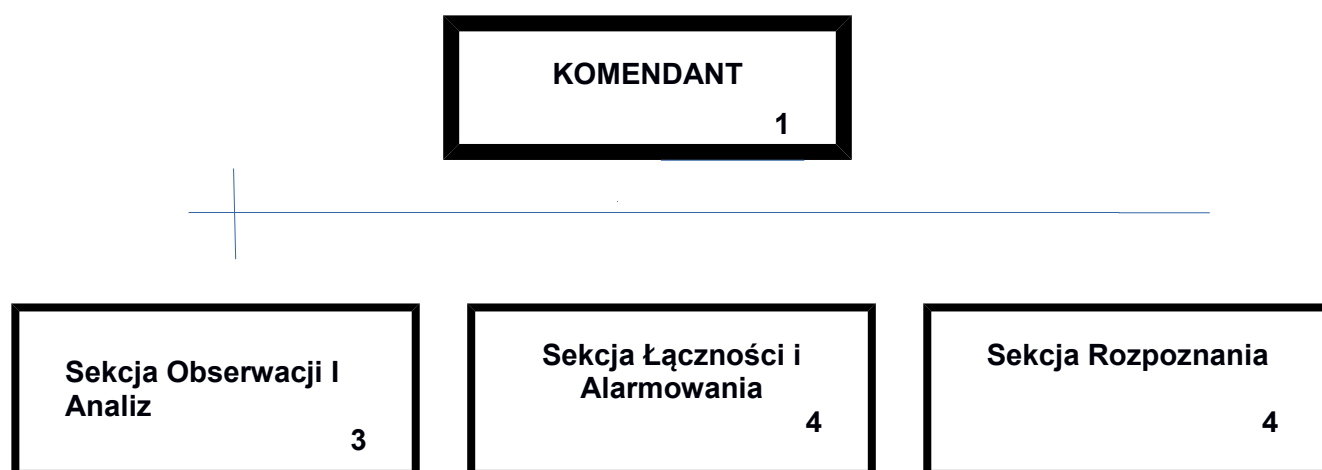 KOMENDANT
1
Sekcja Obserwacji I
Analiz
3
Sekcja Łączności i
Alarmowania
4
Sekcja Rozpoznania
4